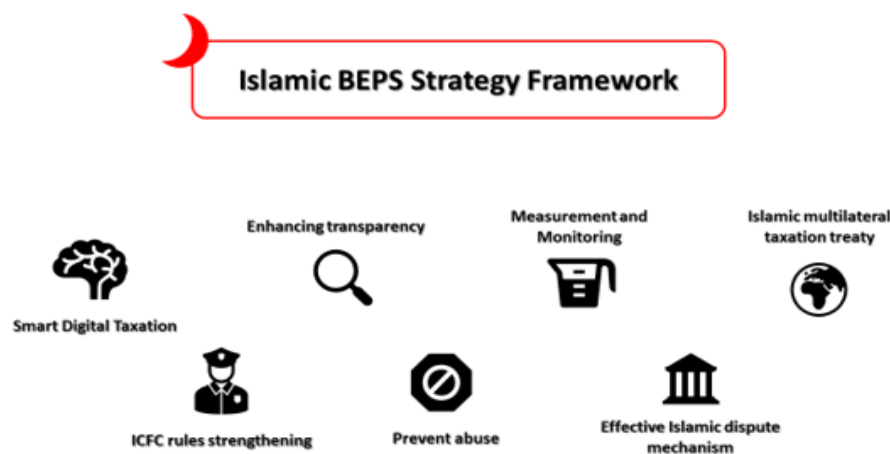 Islamic BEPS Strategy Framework
Smart Digital Taxation
Enhancing transparency
Measurement and
Monitoring
Islamic multilateral
taxation treaty
ICFC rules strengthening
Prevent abuse
Effective Islamic dispute
mechanism